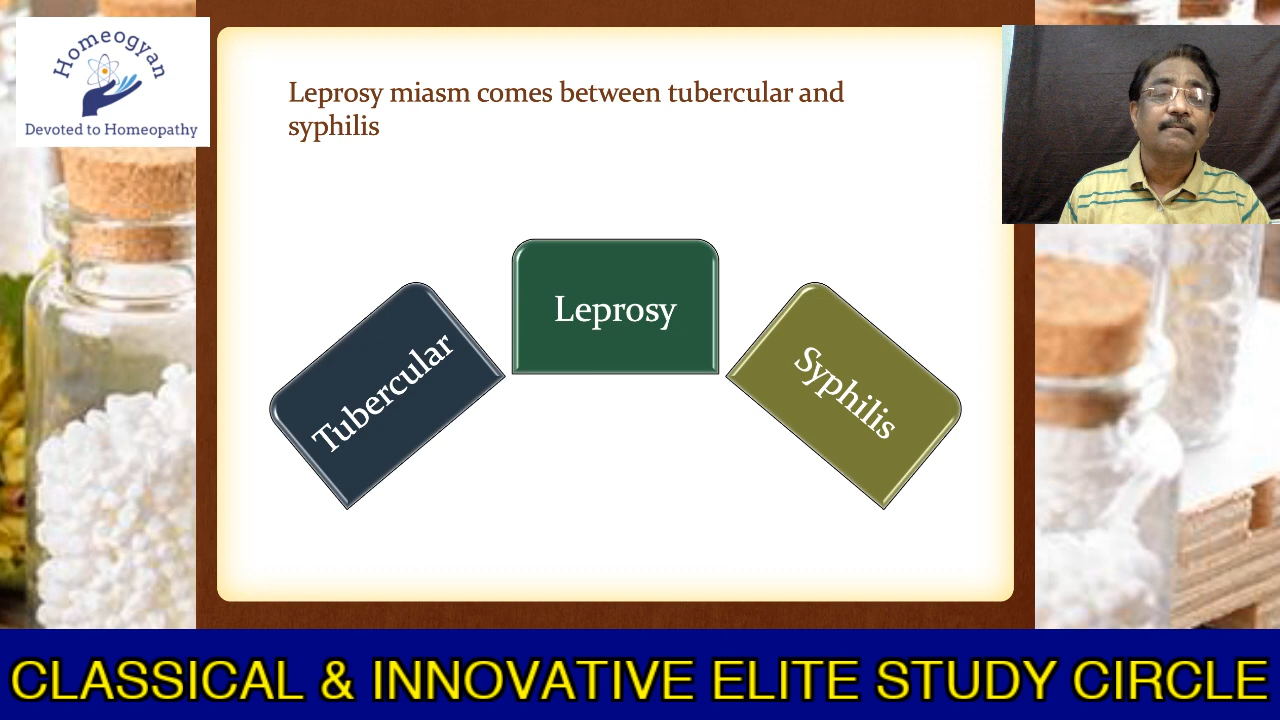 Homeogyan
Devoted to Homeopathy
Leprosy miasm comes between tubercular and
syphilis
Tubercular
Leprosy
Syphilis
CLASSICAL & INNOVATIVE ELITE STUDY CIRCLE